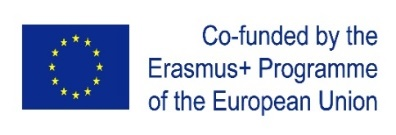 Co-funded by the
Erasmus+ Programme
of the European Union